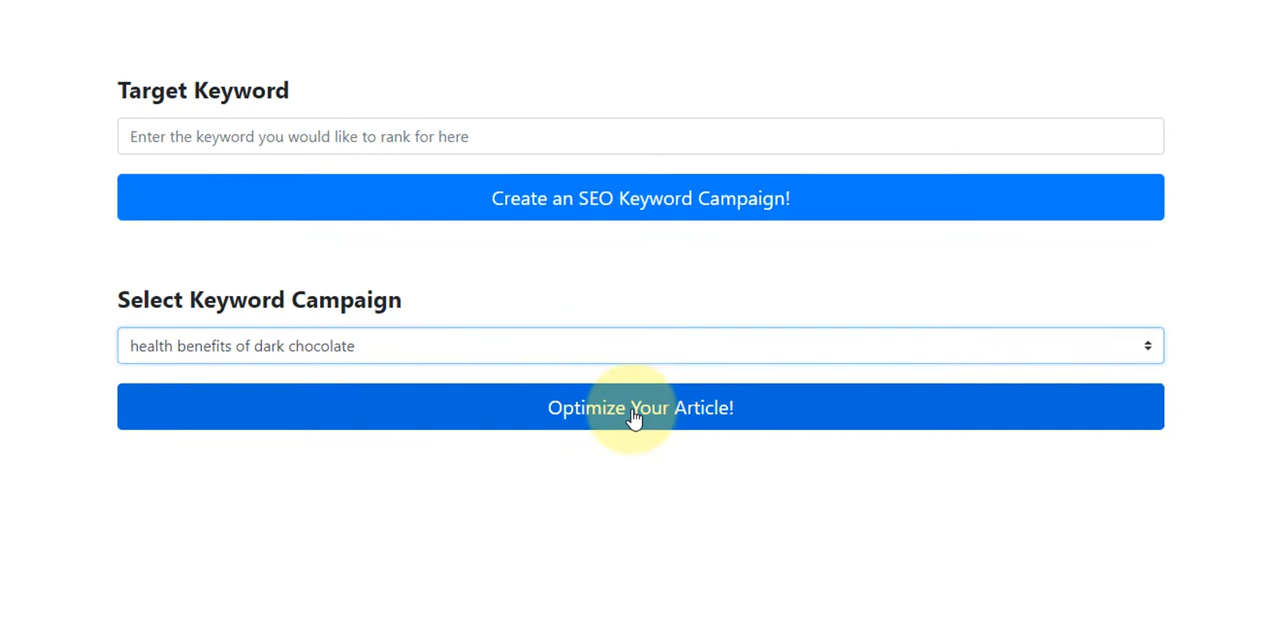 Target Keyword
Enter the keyword you would like to rank for here
Create an SEO Keyword Campaign!
Select Keyword Campaign
health benefits of dark chocolate
Optimize Your Article!